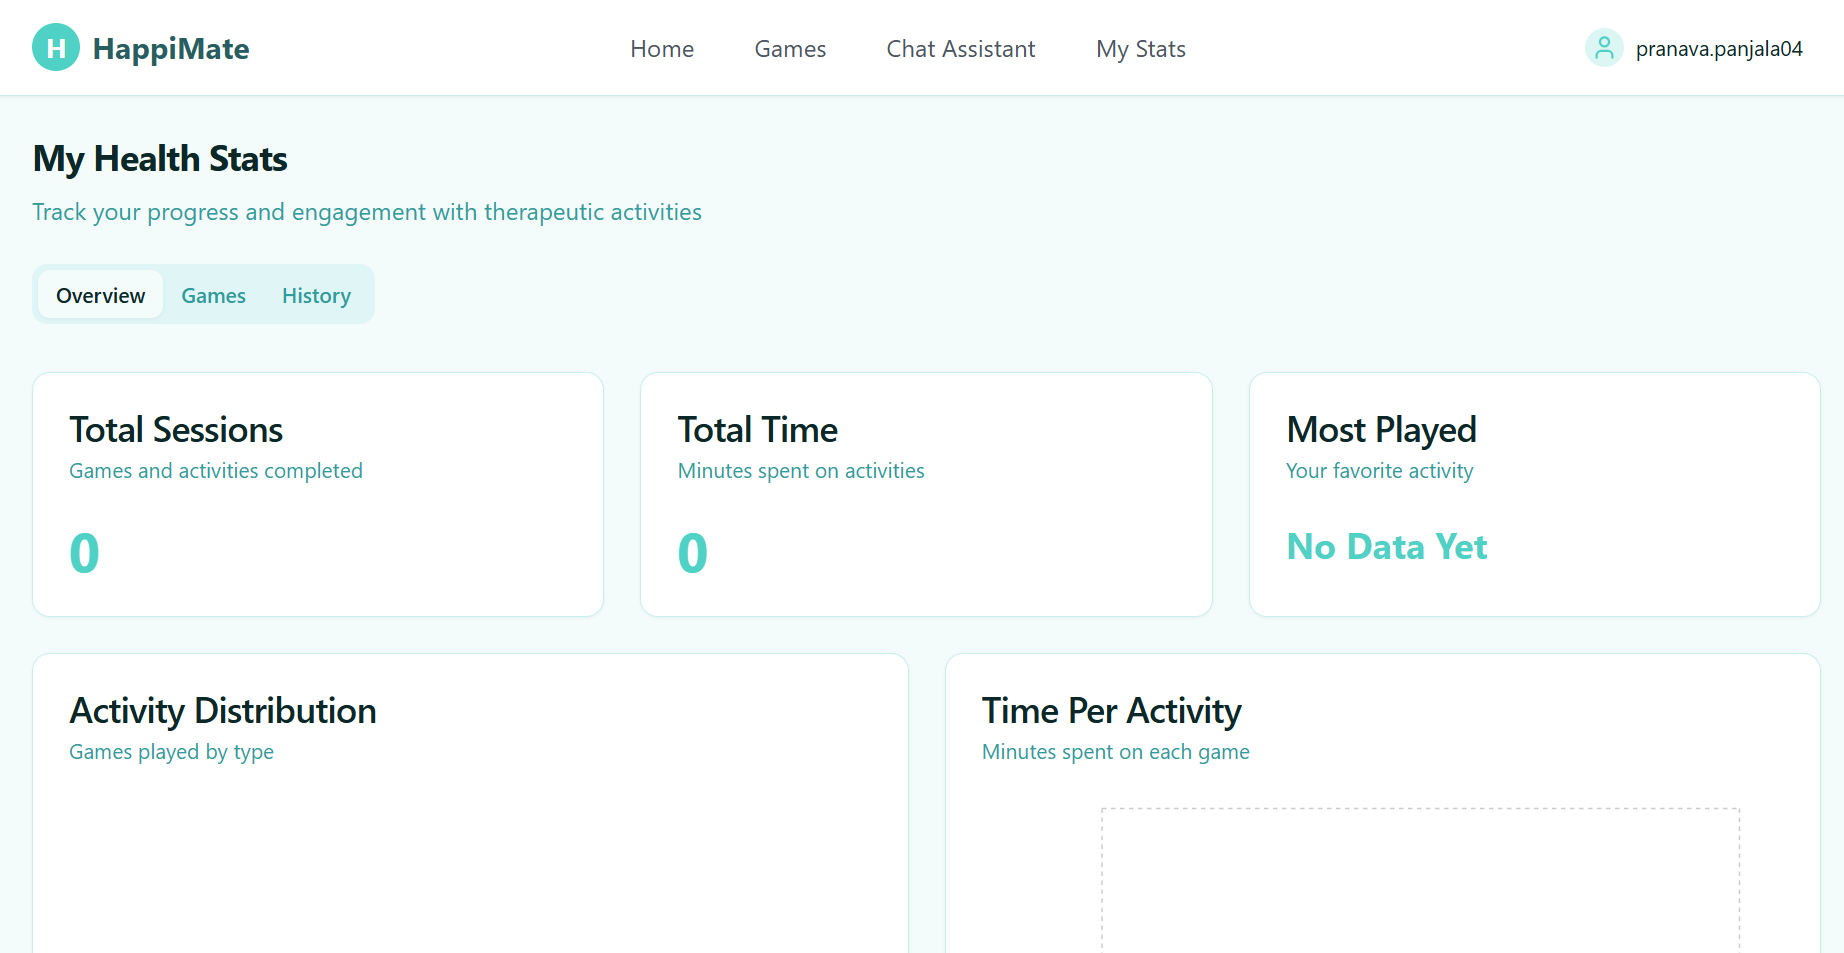 H HappiMate Home Games Chat Assistant My Stats pranava.panjala04
My Health Stats
Track your progress and engagement with therapeutic activities
Overview Games History
Total Sessions
Games and activities completed
0
Total Time
Minutes spent on activities
0
Most Played
Your favorite activity
No Data Yet
Activity Distribution
Games played by type
Time Per Activity
Minutes spent on each game